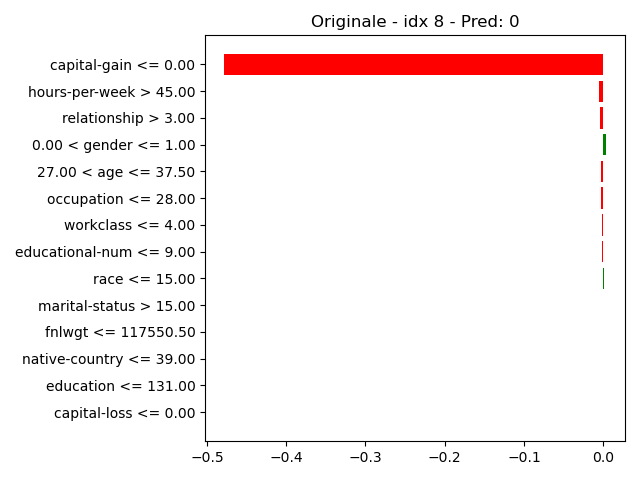 Originale - idx 8 - Pred: 0
capital-gain <= 0.00
hours-per-week > 45.00
relationship > 3.00
0.00 < gender <= 1.00
27.00 < age <= 37.50
occupation <= 28.00
workclass <= 4.00
educational-num <= 9.00
race <= 15.00
marital-status > 15.00
fnlwgt <= 117550.50
native-country <= 39.00
education <= 131.00
capital-loss <= 0.00
−0.5 −0.4 −0.3 −0.2 −0.1 0.0